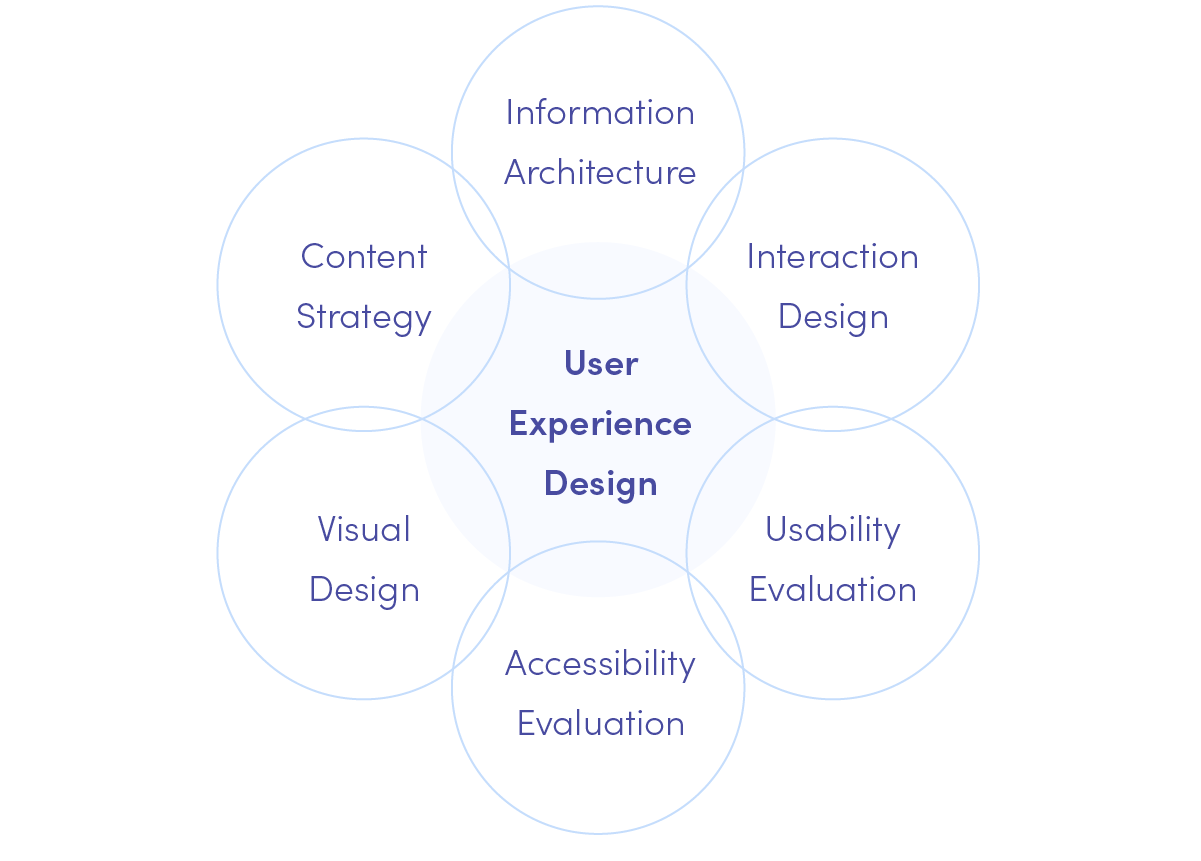 Information
Architecture
Content
Strategy
Interaction
Design
User
Experience
Design
Visual
Design
Usability
Evaluation
Accessibility
Evaluation